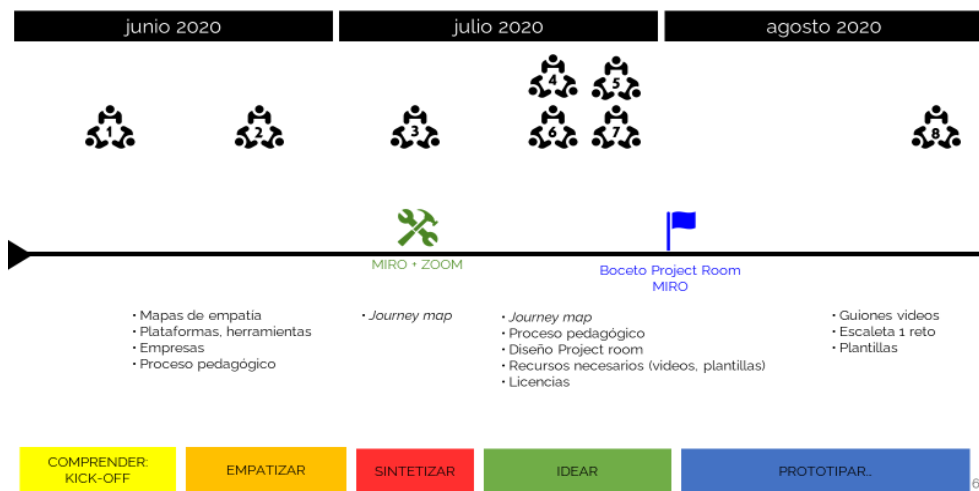 junio 2020
julio 2020
agosto 2020
4
5
1
2
3
6
7
8
MIRO + ZOOM
Boceto Project Room
MIRO
• Mapas de empatía
• Plataformas, herramientas
• Empresas
• Proceso pedagógico
• Journey map
• Journey map
• Proceso pedagógico
• Diseño Project room
• Recursos necesarios (videos, plantillas)
• Licencias
• Guiones videos
• Escaleta 1 reto
• Plantillas
COMPRENDER:
KICK-OFF
EMPATIZAR
SINTETIZAR
IDEAR
PROTOTIPAR...
6